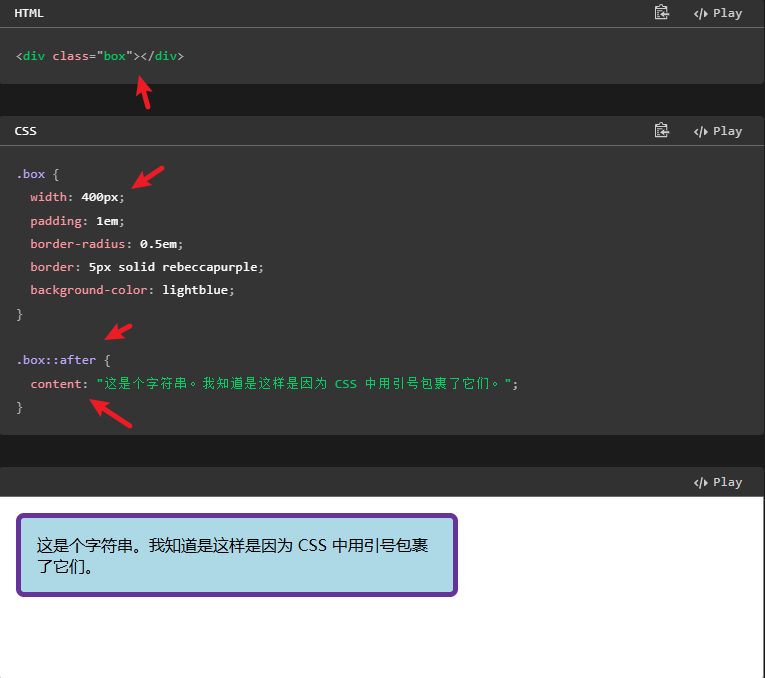 HTML
</> Play
<div class="box"></div>
CSS
</> Play
.box {
width: 400px;
padding: 1em;
border-radius: 0.5em;
border: 5px solid rebeccapurple;
background-color: lightblue;
}
.box::after {
content: "这是个字符串。我知道是这样是因为 CSS 中用引号包裹了它们。";
}
</> Play
这是个字符串。我知道是这样是因为 CSS 中用引号包裹
了它们。